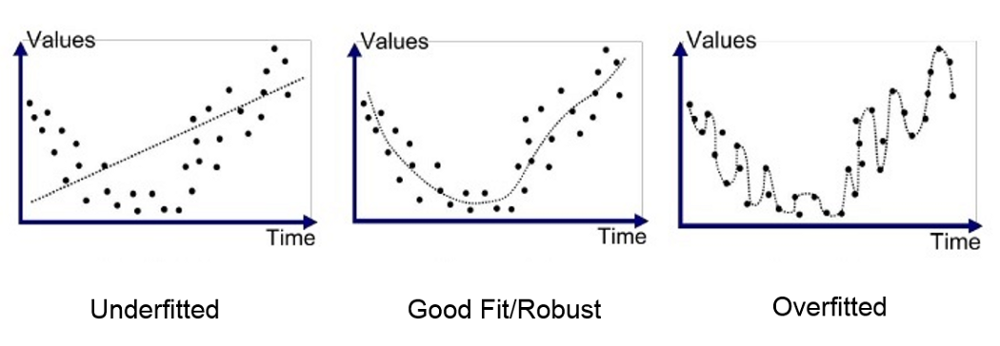 Values
Time
Underfitted
Values
Time
Good Fit/Robust
Values
Time
Overfitted